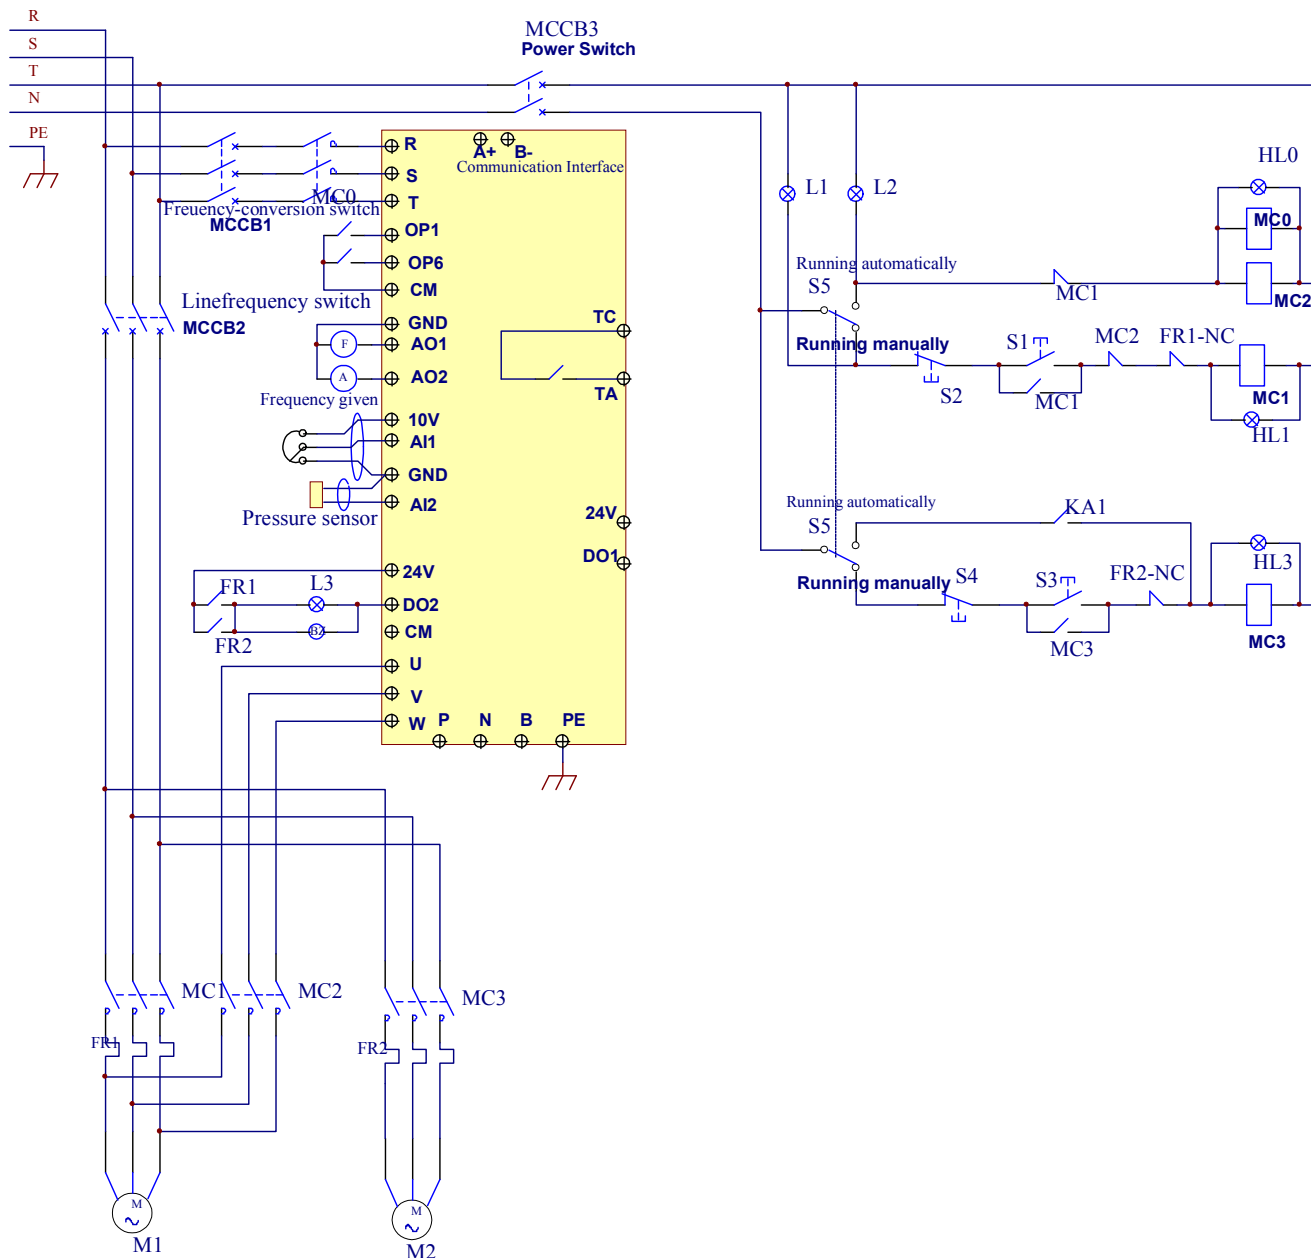 R
S
T
N
PE
MCCB3
Power Switch
R
S
T
A+
B-
Communication Interface
MC0
Freuency-conversion switch
MCCB1
OP1
OP6
CM
Linefrequency switch
MCCB2
GND
F
AO1
A
AO2
Frequency given
10V
AI1
GND
AI2
Pressure sensor
TC
TA
24V
DO1
FR1
L3
24V
DO2
FR2
BZ
CM
U
V
W
P
N
B
PE
L1
L2
HL0
MC0
MC2
Running automatically
S5
MC1
Running manually
S2
S1
MC1
MC2
FR1-NC
MC1
HL1
Running automatically
S5
KA1
HL3
Running manually
S4
S3
FR2-NC
MC3
MC3
MC1
MC2
MC3
FR1
FR2
M
M1
M
M2